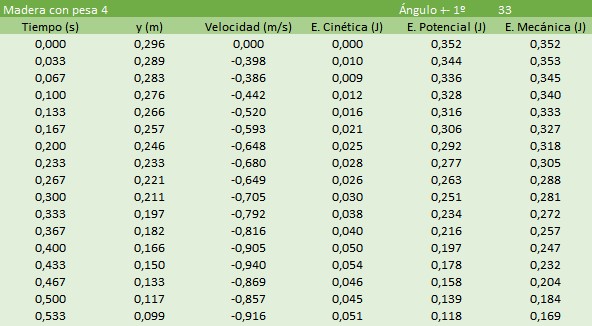 Madera con pesa 4 Ángulo +- 1º 33
Tiempo (s) y (m) Velocidad (m/s) E. Cinética (J) E. Potencial (J) E. Mecánica (J)
0,000 0,296 0,000 0,000 0,352 0,352
0,033 0,289 -0,398 0,010 0,344 0,353
0,067 0,283 -0,386 0,009 0,336 0,345
0,100 0,276 -0,442 0,012 0,328 0,340
0,133 0,266 -0,520 0,016 0,316 0,333
0,167 0,257 -0,593 0,021 0,306 0,327
0,200 0,246 -0,648 0,025 0,292 0,318
0,233 0,233 -0,680 0,028 0,277 0,305
0,267 0,221 -0,649 0,026 0,263 0,288
0,300 0,211 -0,705 0,030 0,251 0,281
0,333 0,197 -0,792 0,038 0,234 0,272
0,367 0,182 -0,816 0,040 0,216 0,257
0,400 0,166 -0,905 0,050 0,197 0,247
0,433 0,150 -0,940 0,054 0,178 0,232
0,467 0,133 -0,869 0,046 0,158 0,204
0,500 0,117 -0,857 0,045 0,139 0,184
0,533 0,099 -0,916 0,051 0,118 0,169